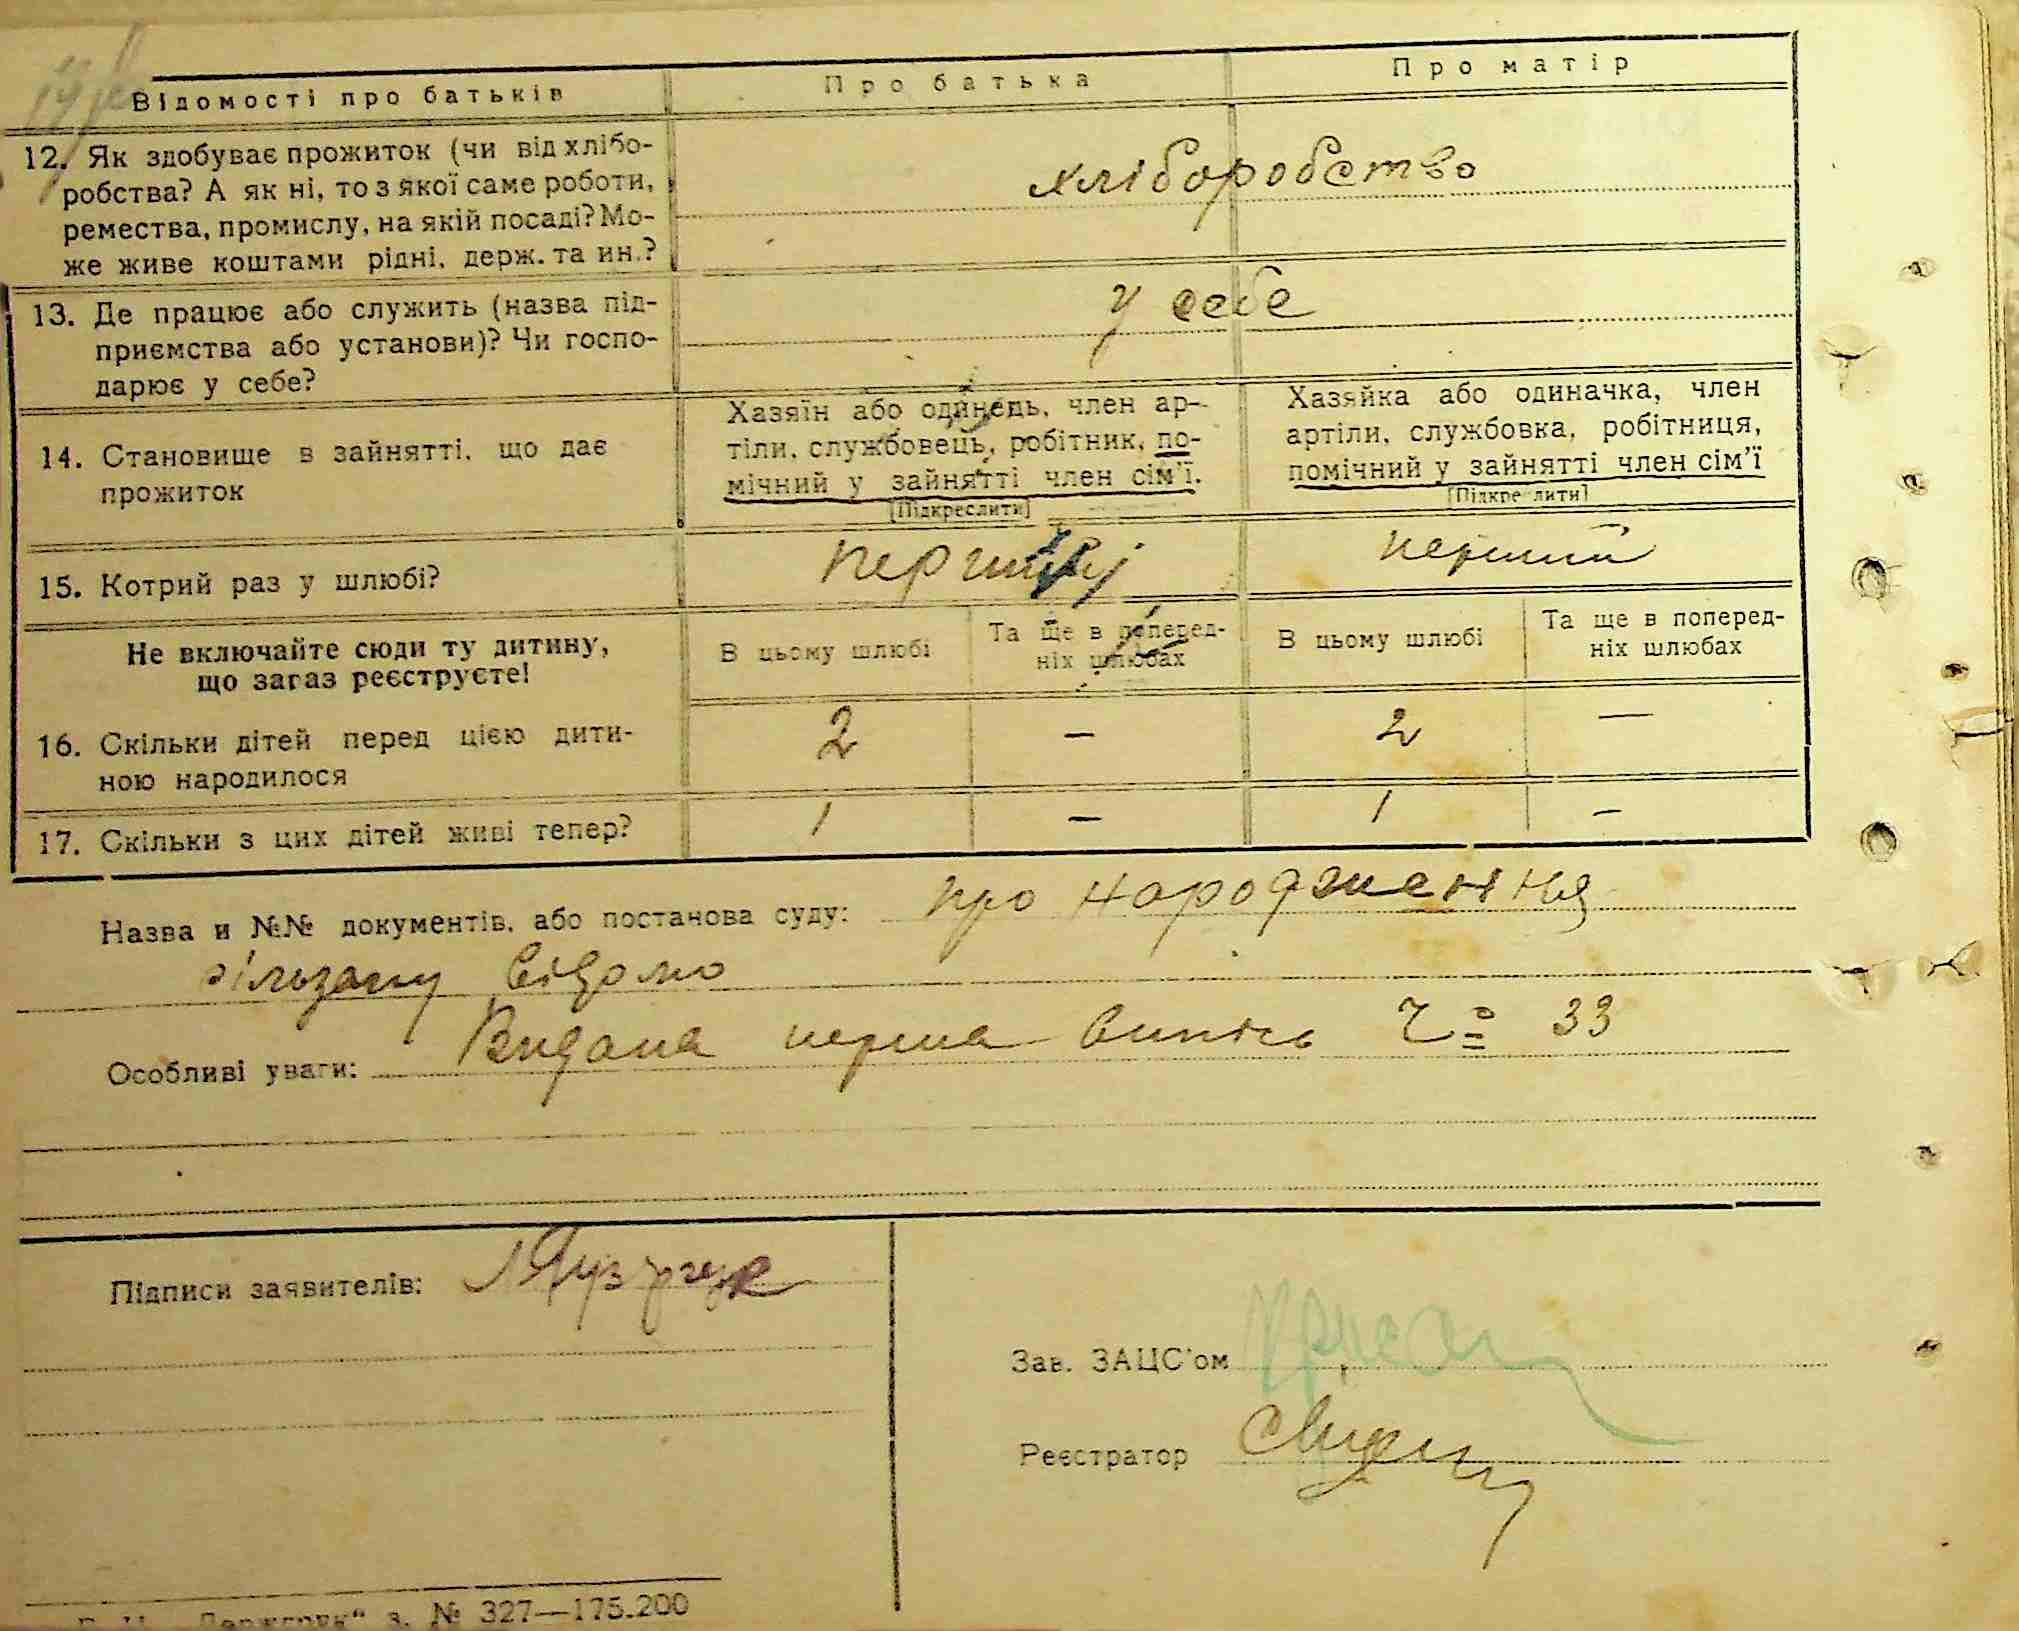 Відомості про батьків Про батька Про матір
12. Як здобуває прожиток (чи від хлібо-
робства? А як ні, то з якої саме роботи,
ремества, промислу, на якій посаді? Мо-
же живе коштами рідні, держ. та ин.?
хліборобство
13. Де працює або служить (назва під-
приємства або установи)? Чи госпо-
дарює у себе?
у себе
14. Становище в зайнятті, що дає
прожиток
Хазяїн або одинець, член ар-
тіли, службовець, робітник, по-
мічний у зайнятті член сім'ї.
[Підкреслити]
Хазяйка або одиначка, член
артіли, службовка, робітниця,
помічний у зайнятті член сім'ї
[Підкреслити]
15. Котрий раз у шлюбі? перший
Не включайте сюди ту дитину,
що зараз реєструєте!
В цьому шлюбі
Та ще в поперед-
ніх шлюбах
В цьому шлюбі
Та ще в поперед-
ніх шлюбах
16. Скільки дітей перед цією дити-
ною народилося
2 — 2 —
17. Скільки з цих дітей живі тепер? 1 — 1 —
Назва и №№ документів, або постанова суду: про народження
відомо
Особливі уваги: Видана перша випись Ч= 33
Підписи заявителів:
Зав. ЗАЦС'ом
Реєстратор
з. № 327—175.200